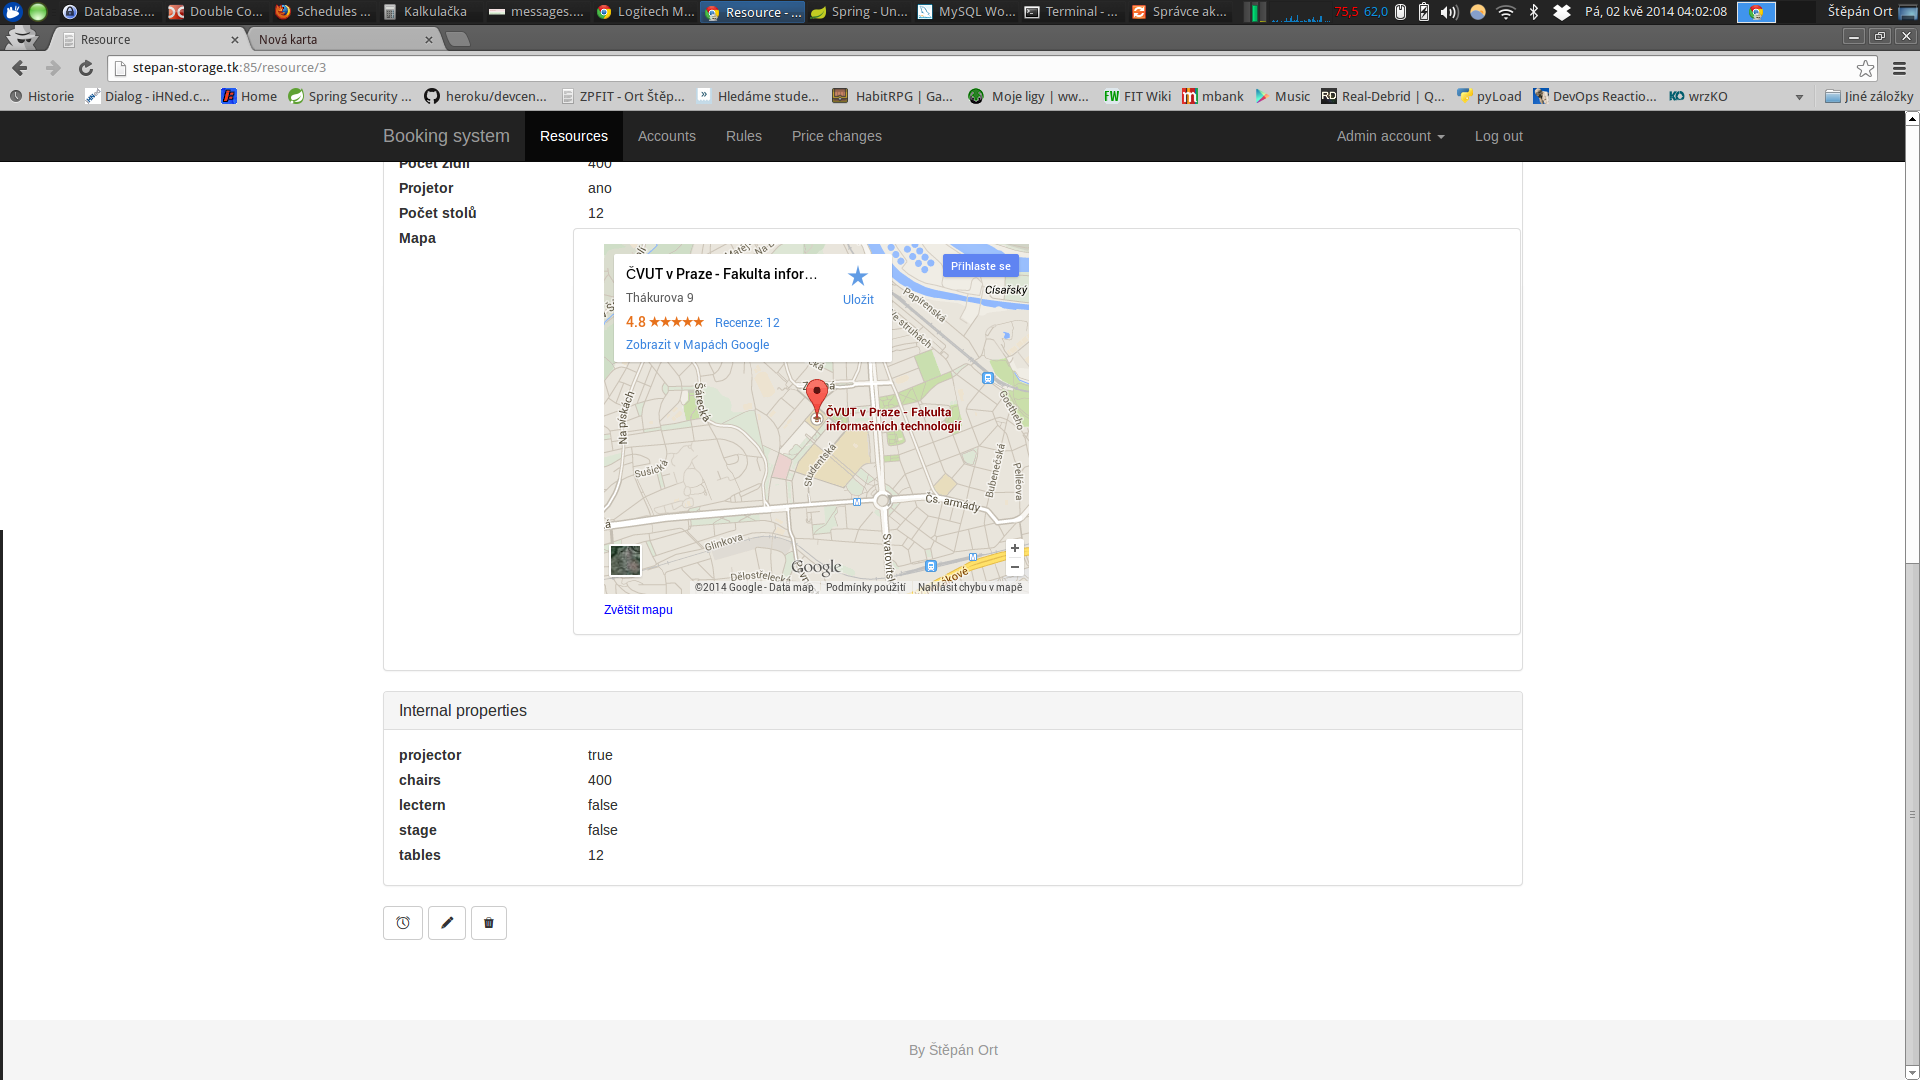 Database.... Double Co... Schedules ... Kalkulačka messages.... Logitech M... Resource - ... Spring - Un... MySQL Wo... Terminal - ... Správce ak... 75,5 62,0 Pá, 02 kvě 2014 04:02:08 Štěpán Ort
Resource Nová karta
stepan-storage.tk:85/resource/3
Historie Dialog - iHNed.c... Home Spring Security ... heroku/devcen... ZPFIT - Ort Štěp... Hledáme stude... HabitRPG | Ga... Moje ligy | ww... FIT Wiki mbank Music Real-Debrid | Q... pyLoad DevOps Reactio... wrzKO Jiné záložky
Booking system Resources Accounts Rules Price changes Admin account Log out
Počet židlí 400
Projetor ano
Počet stolů 12
Mapa
ČVUT v Praze - Fakulta infor...
Thákurova 9
Uložit
4.8 Recenze: 12
Zobrazit v Mapách Google
Přihlaste se
Císařský
Papírenská
Šárecká
Na pískách
ČVUT v Praze - Fakulta
informačních technologií
Goetheho
Sušická
Studentská
Bubenečská
Pelléova
Čs. armády
Glinkova
Svatovítsk
Dělostřelecká
Google
©2014 Google - Data map Podmínky použití Nahlásit chybu v mapě
Zvětšit mapu
Internal properties
projector true
chairs 400
lectern false
stage false
tables 12
By Štěpán Ort